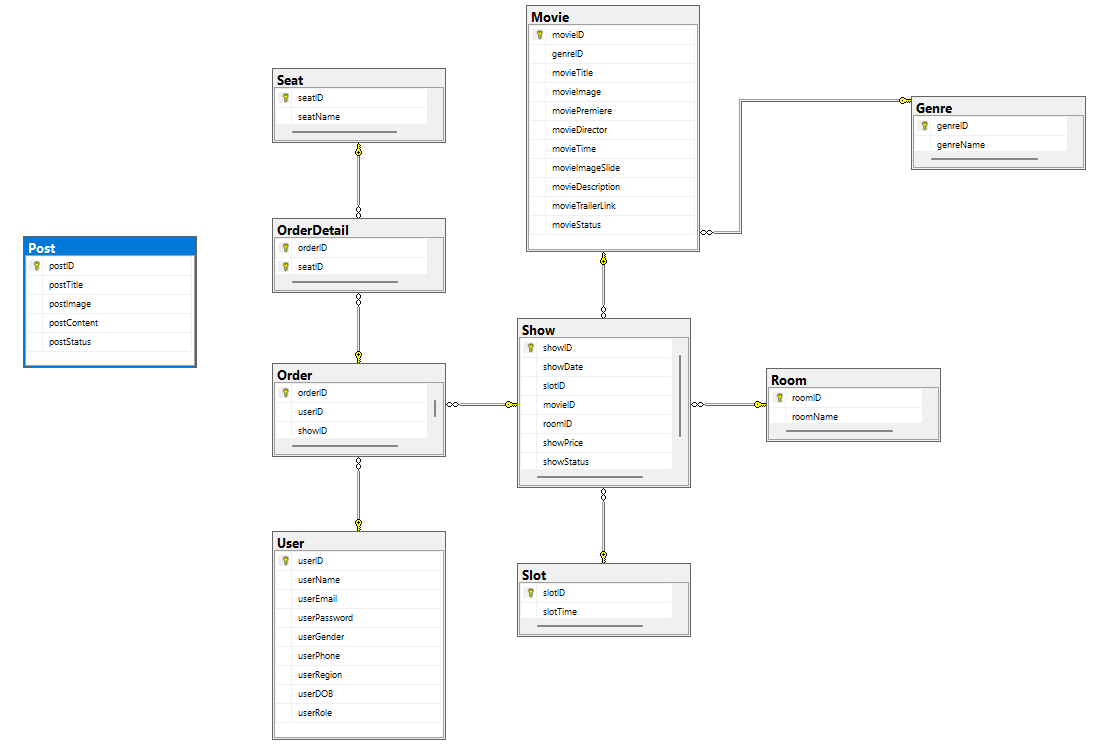 Movie
movieID
genreID
movieTitle
movieImage
moviePremiere
movieDirector
movieTime
movieImageSlide
movieDescription
movieTrailerLink
movieStatus
Seat
seatID
seatName
Genre
genreID
genreName
OrderDetail
orderID
seatID
Post
postID
postTitle
postImage
postContent
postStatus
Order
orderID
userID
showID
Show
showID
showDate
slotID
movieID
roomID
showPrice
showStatus
Room
roomID
roomName
User
userID
userName
userEmail
userPassword
userGender
userPhone
userRegion
userDOB
userRole
Slot
slotID
slotTime